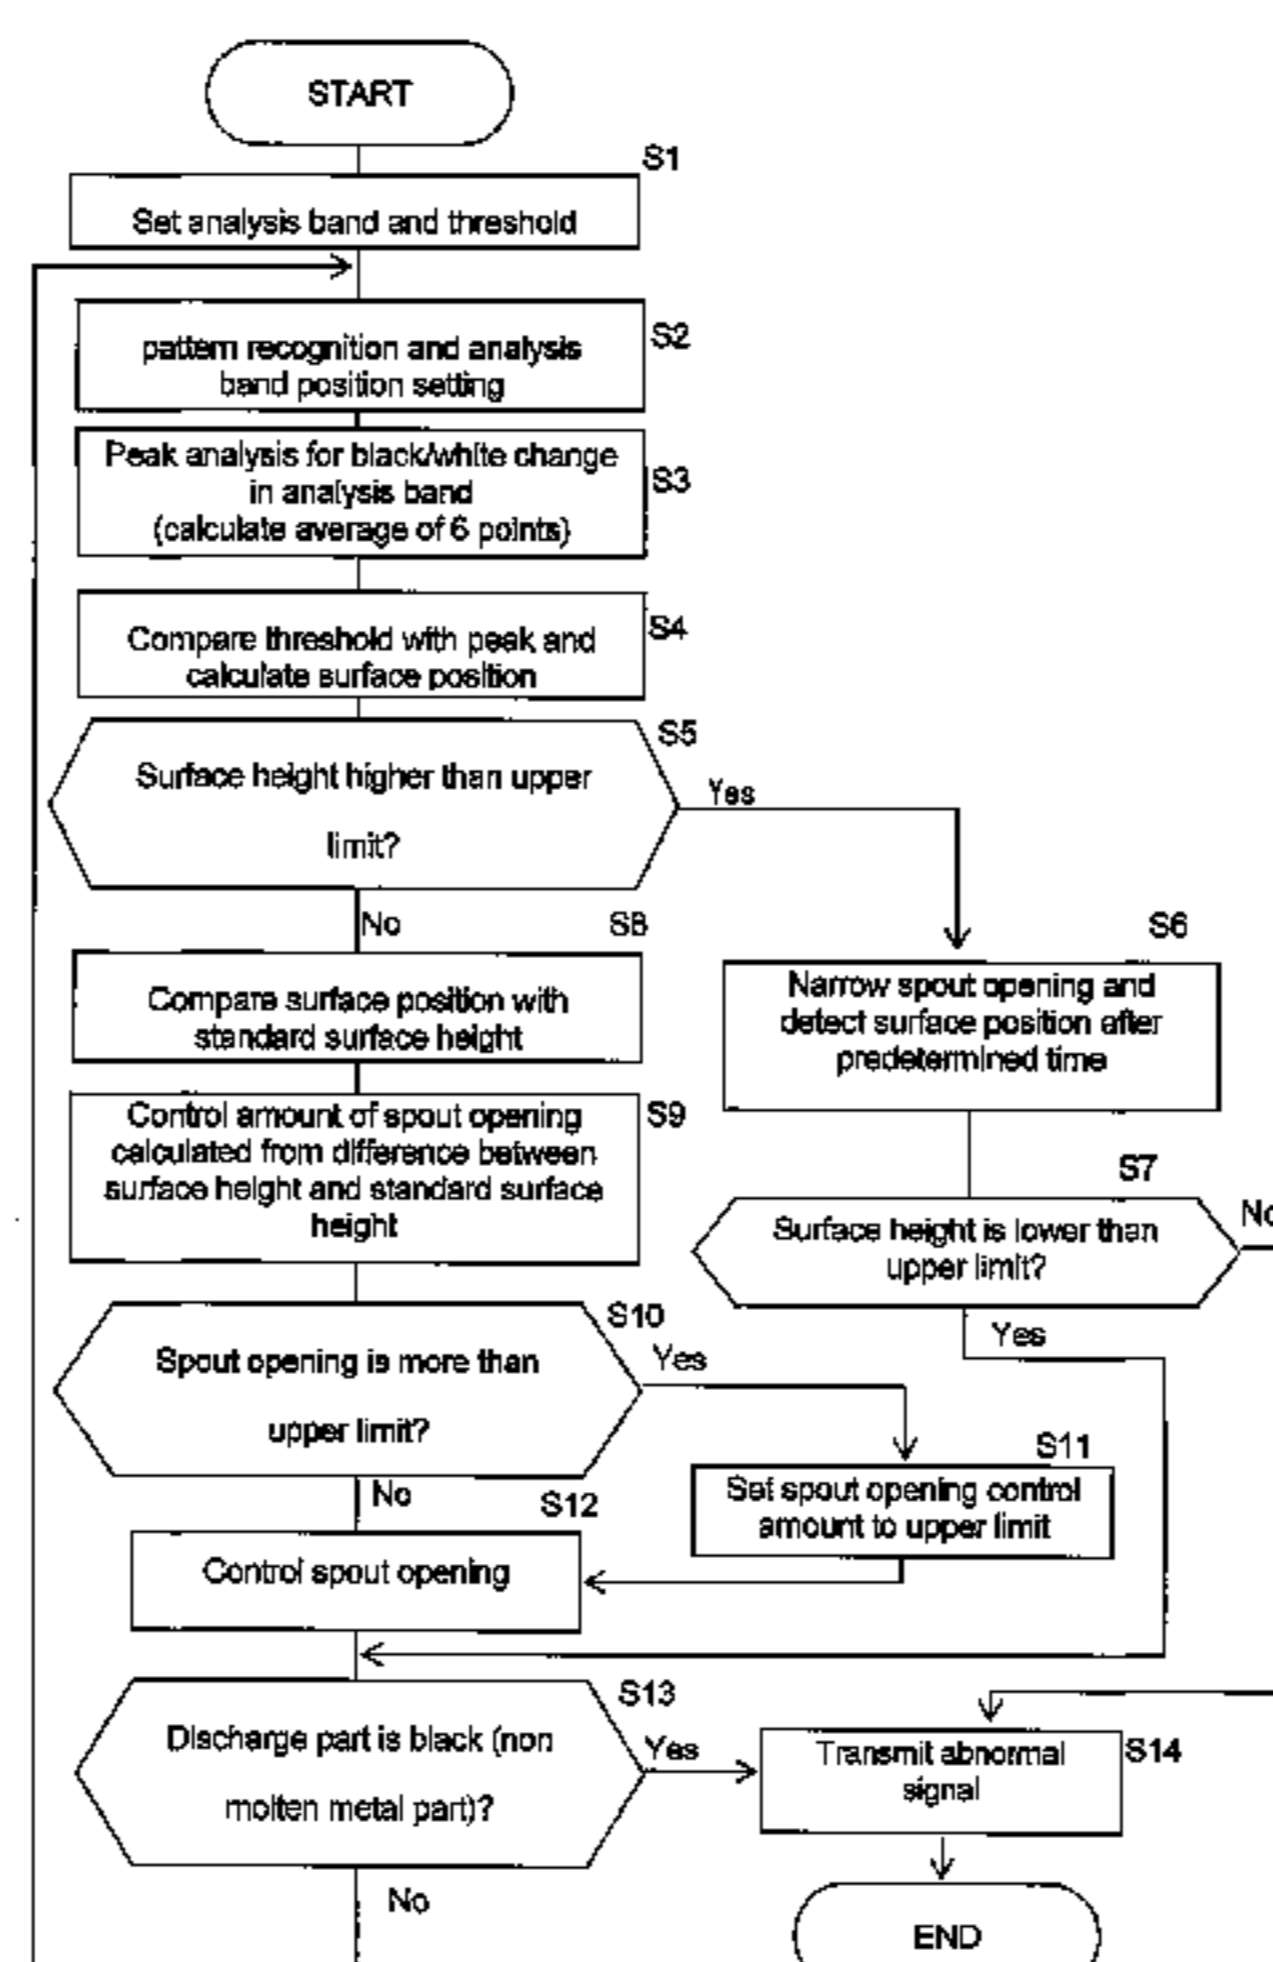 START
S1
Set analysis band and threshold
S2
pattern recognition and analysis
band position setting
Peak analysis for black/white change
in analysis band
(calculate average of 6 points)
S3
Compare threshold with peak and
calculate surface position
S4
S5
Surface height higher than upper
limit?
Yes
No
S8
Compare surface position with
standard surface height
S6
Narrow spout opening and
detect surface position after
predetermined time
Control amount of spout opening
calculated from difference between
surface height and standard surface
height
S9
S7
Surface height is lower than
upper limit?
No
Yes
S10
Spout opening is more than
upper limit?
Yes
No
S11
Set spout opening control
amount to upper limit
S12
Control spout opening
S13
Discharge part is black (non
molten metal part)?
Yes
No
Transmit abnormal
signal
S14
END